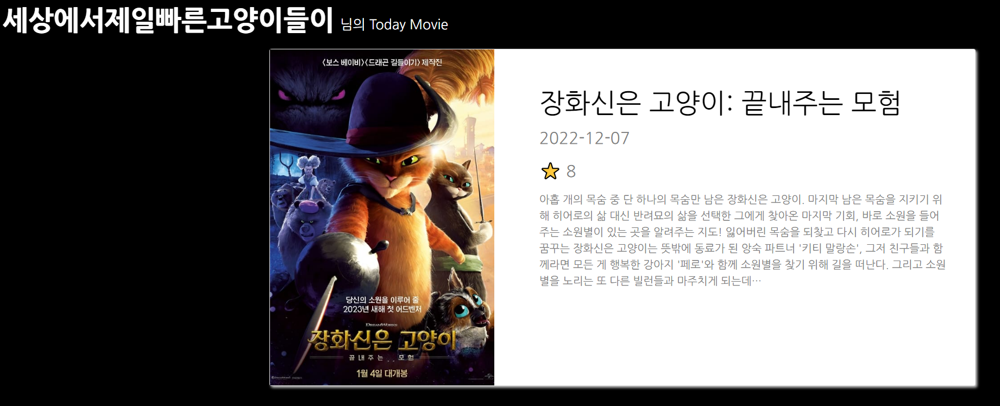 세상에서제일빠른고양이들이 님의 Today Movie
<보스 베이비><드래곤 길들이기> 제작진
당신의 소원을 이루어 줄
2023년 새해 첫 어드벤처
DREAMWORKS
장화신은 고양이
끝내주는 모험
1월 4일 대개봉
장화신은 고양이: 끝내주는 모험
2022-12-07
8
아홉 개의 목숨 중 단 하나의 목숨만 남은 장화신은 고양이. 마지막 남은 목숨을 지키기 위
해 히어로의 삶 대신 반려묘의 삶을 선택한 그에게 찾아온 마지막 기회, 바로 소원을 들어
주는 소원별이 있는 곳을 알려주는 지도! 잃어버린 목숨을 되찾고 다시 히어로가 되기를
꿈꾸는 장화신은 고양이는 뜻밖에 동료가 된 앙숙 파트너 '키티 말랑손', 그저 친구들과 함
께라면 모든 게 행복한 강아지 '페로'와 함께 소원별을 찾기 위해 길을 떠난다. 그리고 소원
별을 노리는 또 다른 빌런들과 마주치게 되는데…